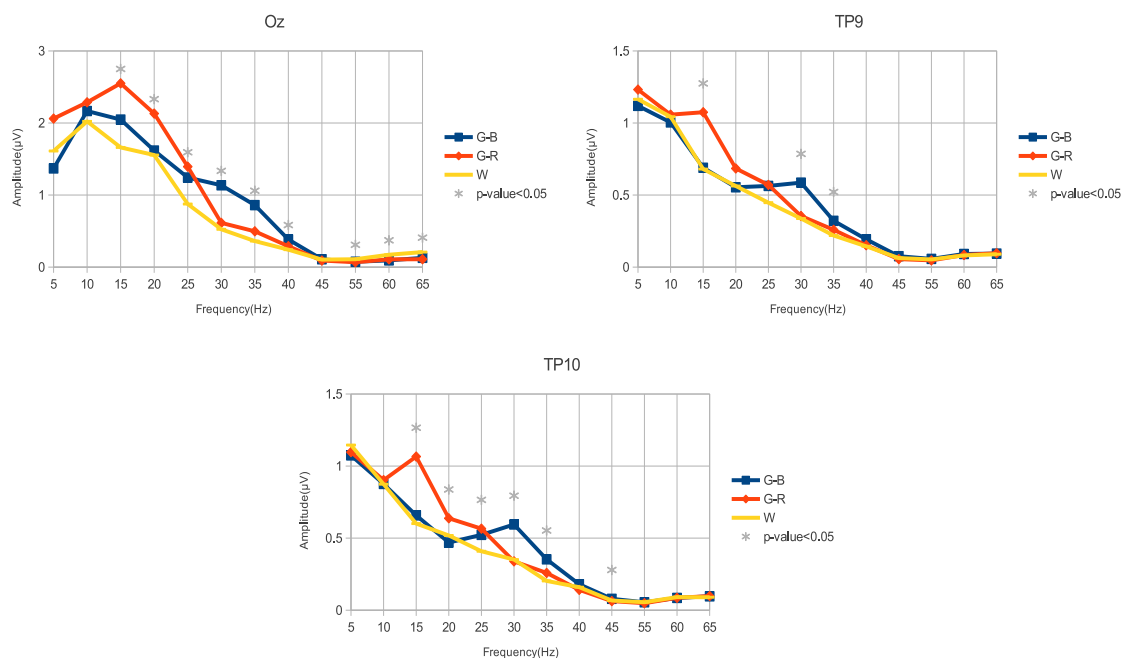 Oz
3
2
1
0
Amplitude(µV)
5 10 15 20 25 30 35 40 45 55 60 65
Frequency(Hz)
G-B
G-R
W
p-value<0.05
TP9
1.5
1
0.5
0
Amplitude(µV)
5 10 15 20 25 30 35 40 45 55 60 65
Frequency(Hz)
G-B
G-R
W
p-value<0.05
TP10
1.5
1
0.5
0
Amplitude(µV)
5 10 15 20 25 30 35 40 45 55 60 65
Frequency(Hz)
G-B
G-R
W
p-value<0.05